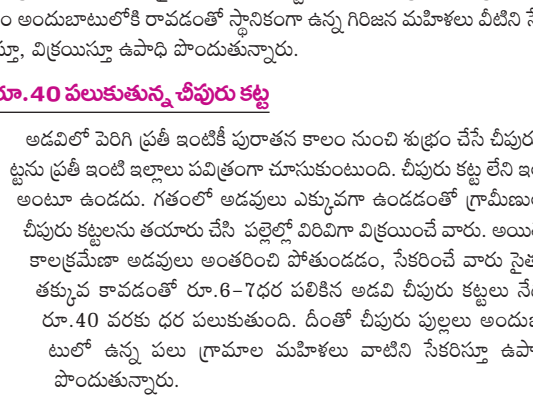 అందుబాటులోకి రావడంతో స్థానికంగా ఉన్న గిరిజన మహిళలు వీటిని
విక్రయిస్తూ ఉపాధి పొందుతున్నారు.
రూ.40 పలుకుతున్న చీపురు కట్ట
అడవిలో పెరిగి ప్రతీ ఇంటికీ పురాతన కాలం నుంచి శుభ్రం చేసే చీపురు
ట్టను ప్రతీ ఇంటి ఇల్లాలు పవిత్రంగా చూసుకుంటుంది. చీపురు కట్ట లేని
అంటూ ఉండదు. గతంలో అడవులు ఎక్కువగా ఉండడంతో
చీపురు కట్టలను తయారు చేసి పల్లెల్లో విరివిగా విక్రయించే వారు.
కాలక్రమేణా అడవులు అంతరించి పోతుండడం, సేకరించే వారు
తక్కువ కావడంతో రూ.6-7ధర పలికిన అడవి చీపురు కట్టలు
రూ.40 వరకు ధర పలుకుతుంది. దీంతో చీపురు పుల్లలు
టులో ఉన్న పలు గ్రామాల మహిళలు వాటిని సేకరిస్తూ
పొందుతున్నారు.